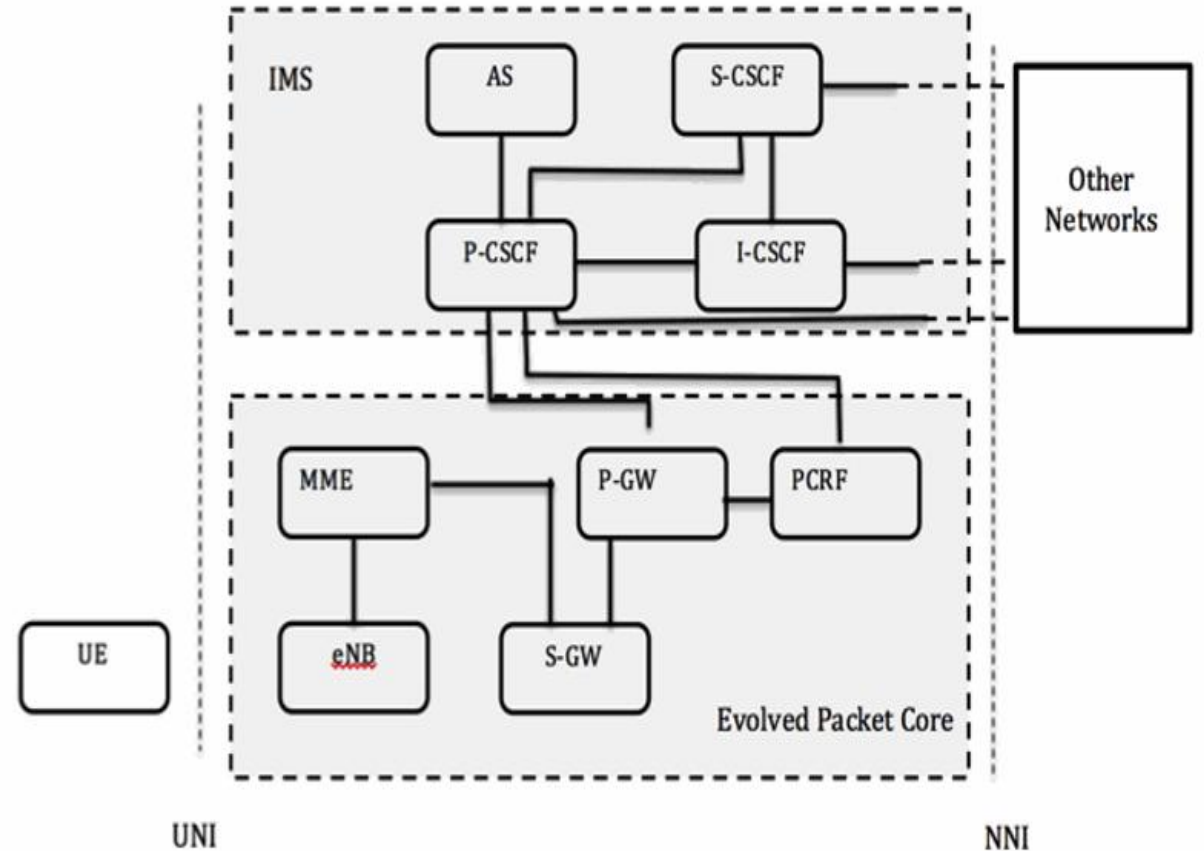 IMS
AS
S-CSCF
Other
Networks
P-CSCF
I-CSCF
MME
P-GW
PCRF
UE
eNB
S-GW
Evolved Packet Core
UNI
NNI